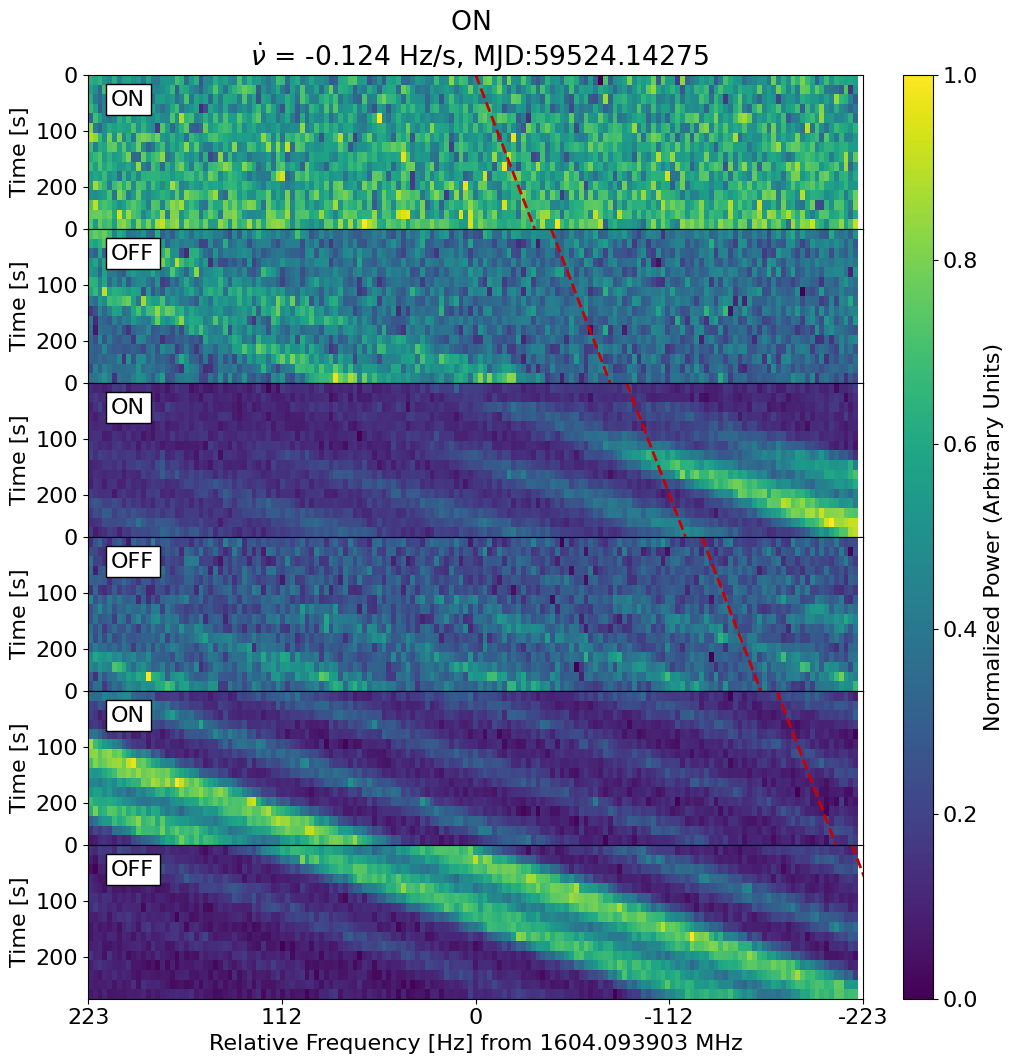 ON
ν̇ = -0.124 Hz/s, MJD:59524.14275
ON
OFF
ON
OFF
ON
OFF
Time [s]
0
100
200
Time [s]
0
100
200
Time [s]
0
100
200
Time [s]
0
100
200
Time [s]
0
100
200
Time [s]
0
100
200
223
112
0
-112
-223
Relative Frequency [Hz] from 1604.093903 MHz
1.0
0.8
0.6
0.4
0.2
0.0
Normalized Power (Arbitrary Units)